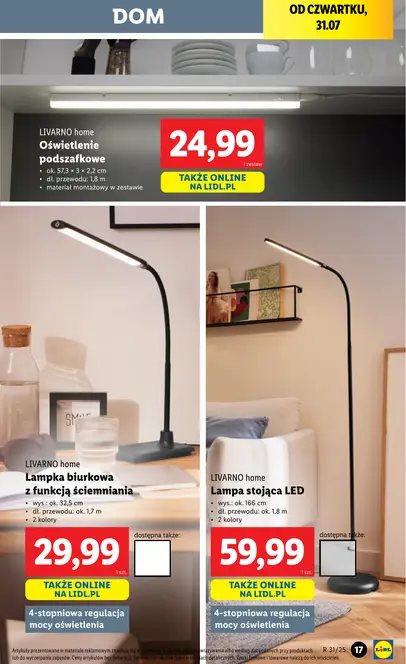 DOM
OD CZWARTKU,
31.07
LIVARNO home
Oświetlenie
podszafkowe
• ok. 57,3 × 3 × 2,2 cm
• dł. przewodu: 1,8 m
• materiał montażowy w zestawie
24,99
1 zestaw
TAKŻE ONLINE
NA LIDL.PL
LIVARNO home
Lampka biurkowa
z funkcją ściemniania
• wys.: ok. 32,5 cm
• dł. przewodu: ok. 1,7 m
• 2 kolory
29,99
1 szt.
dostępna także:
TAKŻE ONLINE
NA LIDL.PL
4-stopniowa regulacja
mocy oświetlenia
LIVARNO home
Lampa stojąca LED
• wys.: ok. 166 cm
• dł. przewodu: ok. 1,8 m
• 2 kolory
59,99
1 szt.
dostępna także:
TAKŻE ONLINE
NA LIDL.PL
4-stopniowa regulacja
mocy oświetlenia
R 31/25
17
LIDL